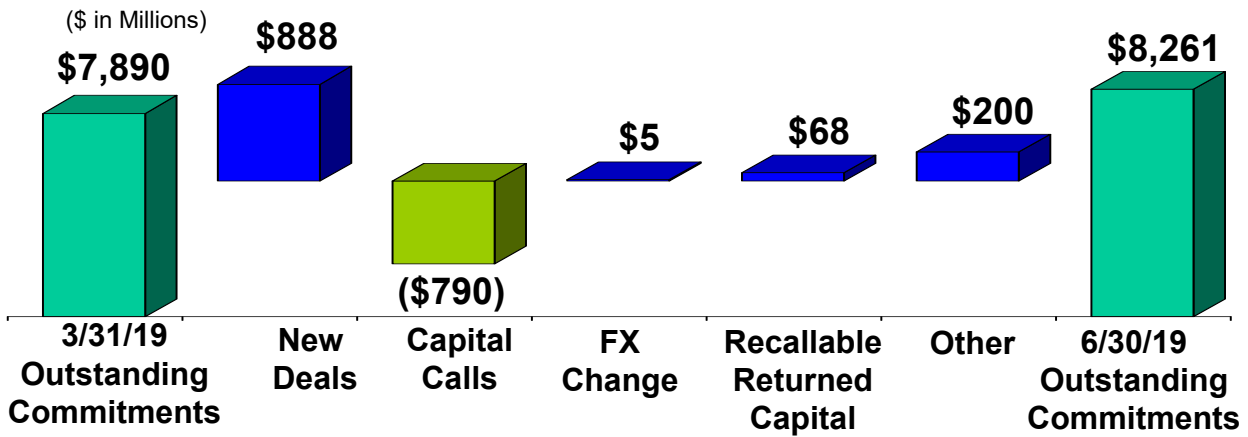 ($ in Millions)
$7,890
$888
($790)
$5
$68
$200
$8,261
3/31/19
Outstanding
Commitments
New
Deals
Capital
Calls
FX
Change
Recallable
Returned
Capital
Other
6/30/19
Outstanding
Commitments